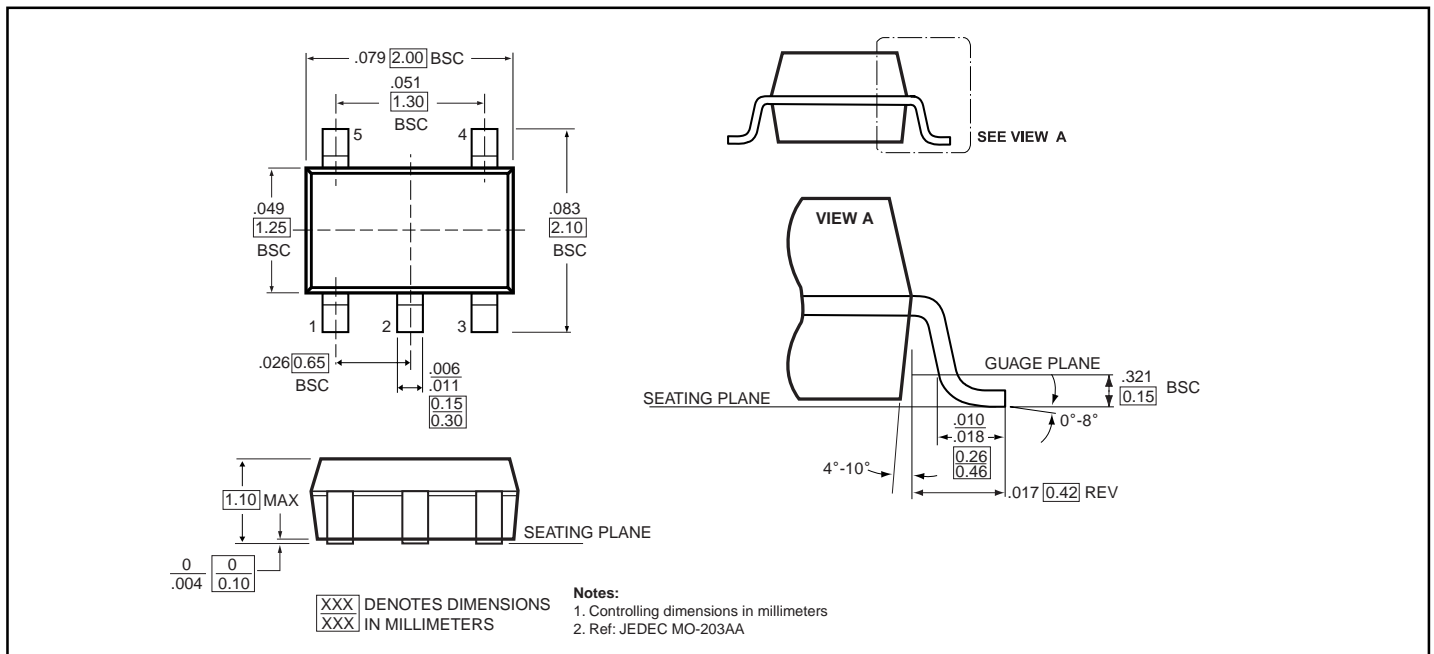 .079 2.00 BSC
.051
1.30
BSC
5 4
.049
1.25
BSC
.083
2.10
BSC
1 2 3
.026 0.65
BSC
.006
.011
0.15
0.30
1.10 MAX
SEATING PLANE
0
.004
0
0.10
XXX
XXX
DENOTES DIMENSIONS
IN MILLIMETERS
Notes:
1. Controlling dimensions in millimeters
2. Ref: JEDEC MO-203AA
SEE VIEW A
VIEW A
GUAGE PLANE
SEATING PLANE
.321
0.15
BSC
0°-8°
.010
.018
0.26
0.46
4°-10°
.017 0.42 REV